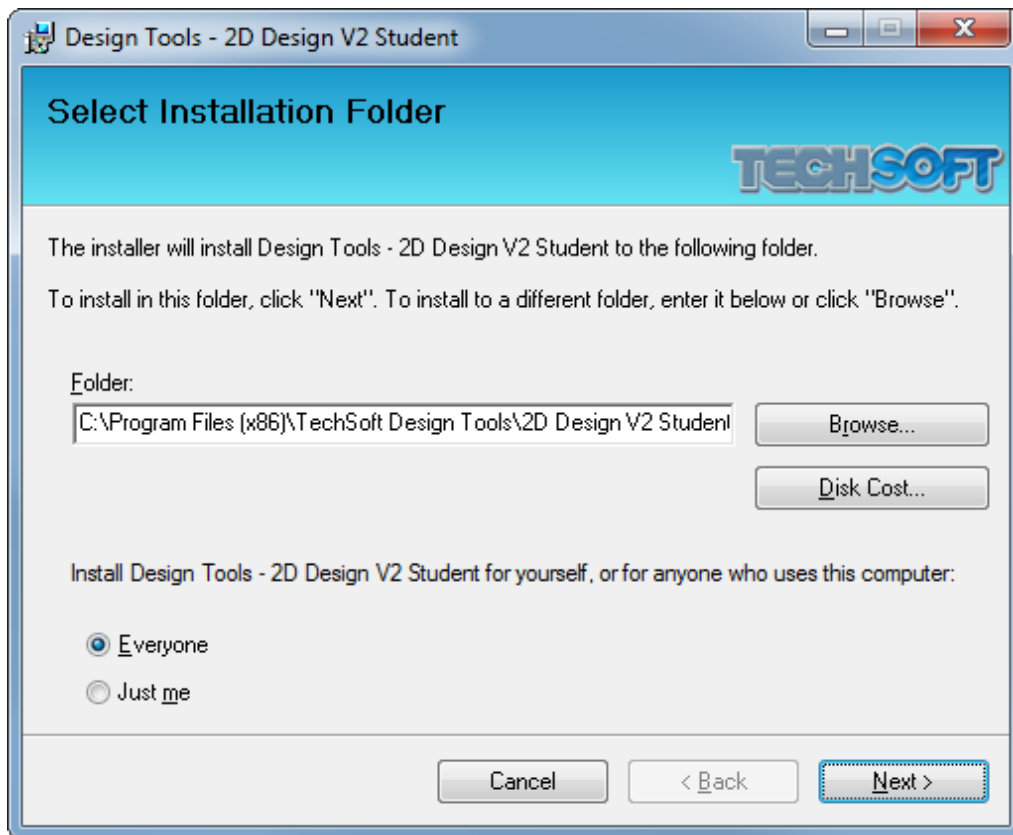 Design Tools - 2D Design V2 Student
Select Installation Folder
TECHSOFT
The installer will install Design Tools - 2D Design V2 Student to the following folder.
To install in this folder, click "Next". To install to a different folder, enter it below or click "Browse".
Folder:
C:\Program Files (x86)\TechSoft Design Tools\2D Design V2 Student
Browse...
Disk Cost...
Install Design Tools - 2D Design V2 Student for yourself, or for anyone who uses this computer:
Everyone
Just me
Cancel
< Back
Next >